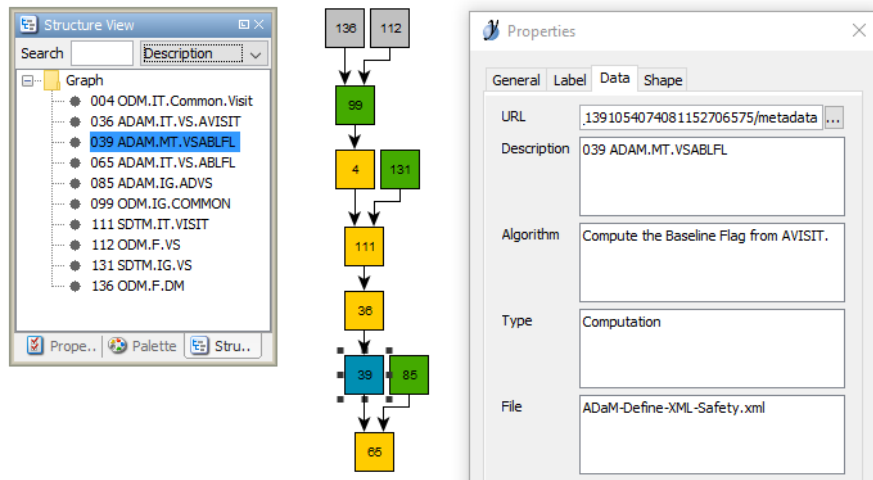 Structure View
Search
Description
Graph
004 ODM.IT.Common.Visit
036 ADAM.IT.VS.AVISIT
039 ADAM.MT.VSABLFL
065 ADAM.IT.VS.ABLFL
085 ADAM.IG.ADVS
099 ODM.IG.COMMON
111 SDTM.IT.VISIT
112 ODM.F.VS
131 SDTM.IG.VS
136 ODM.F.DM
Prope.. Palette Stru..
136 112
99
4 131
111
36
39 85
65
Properties
General Label Data Shape
URL _1391054074081152706575/metadata ...
Description 039 ADAM.MT.VSABLFL
Algorithm Compute the Baseline Flag from AVISIT.
Type Computation
File ADaM-Define-XML-Safety.xml